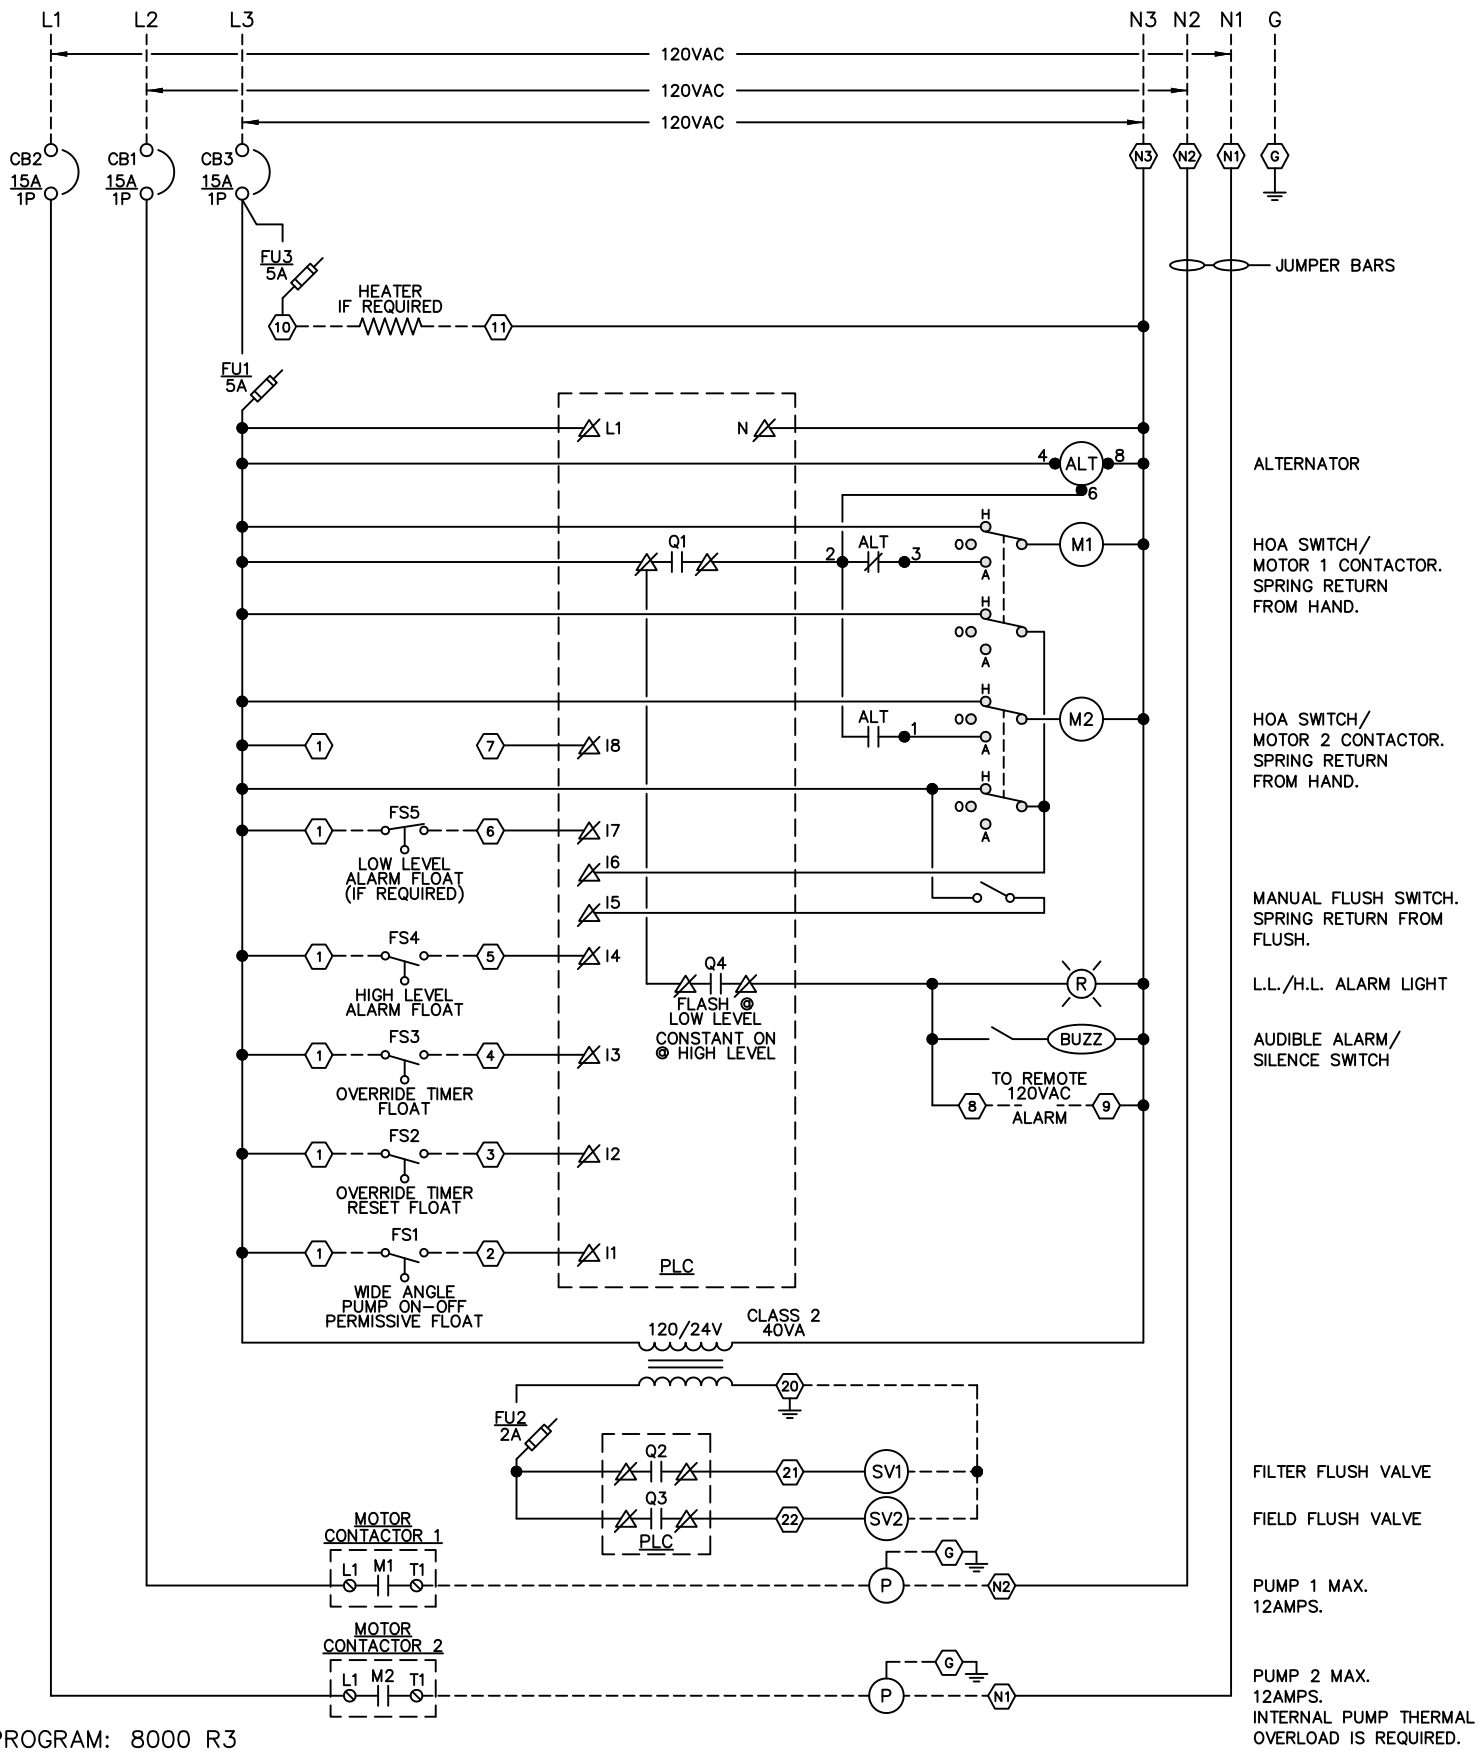 L1 L2 L3 N3 N2 N1 G
120VAC
120VAC
120VAC
CB2 CB1 CB3 N3 N2 N1 G
15A 15A 15A
1P 1P 1P
FU3
5A
JUMPER BARS
HEATER
IF REQUIRED
10 11
FU1
5A
L1 N
4 ALT 8 ALTERNATOR
6
H
Q1 2 ALT 3 OO M1
A
HOA SWITCH/
MOTOR 1 CONTACTOR.
SPRING RETURN
FROM HAND.
H
OO
A
H
ALT 1 OO M2
A
HOA SWITCH/
MOTOR 2 CONTACTOR.
SPRING RETURN
FROM HAND.
1 7 I8
H
OO
A
FS5
1 6 I7
LOW LEVEL
ALARM FLOAT
(IF REQUIRED)
I6
I5
MANUAL FLUSH SWITCH.
SPRING RETURN FROM
FLUSH.
FS4
1 5 I4
HIGH LEVEL
ALARM FLOAT
Q4 R L.L./H.L. ALARM LIGHT
FLASH @
LOW LEVEL
CONSTANT ON
@ HIGH LEVEL
BUZZ
AUDIBLE ALARM/
SILENCE SWITCH
FS3
1 4 I3
OVERRIDE TIMER
FLOAT
TO REMOTE
120VAC
8 9
ALARM
FS2
1 3 I2
OVERRIDE TIMER
RESET FLOAT
FS1
1 2 I1
WIDE ANGLE
PUMP ON-OFF
PERMISSIVE FLOAT
PLC
120/24V
CLASS 2
40VA
20
FU2
2A
Q2 21 SV1 FILTER FLUSH VALVE
Q3 22 SV2 FIELD FLUSH VALVE
PLC
MOTOR
CONTACTOR 1
L1 M1 T1 P G N2
PUMP 1 MAX.
12AMPS.
MOTOR
CONTACTOR 2
L1 M2 T1 P G N1
PUMP 2 MAX.
12AMPS.
INTERNAL PUMP THERMAL
OVERLOAD IS REQUIRED.
PROGRAM: 8000 R3